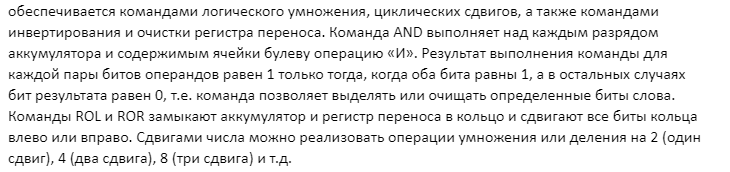 обеспечивается командами логического умножения, циклических сдвигов, а также командами
инвертирования и очистки регистра переноса. Команда AND выполняет над каждым разрядом
аккумулятора и содержимым ячейки булеву операцию «И». Результат выполнения команды для
каждой пары битов операндов равен 1 только тогда, когда оба бита равны 1, а в остальных случаях
бит результата равен 0, т.е. команда позволяет выделять или очищать определенные биты слова.
Команды ROL и ROR замыкают аккумулятор и регистр переноса в кольцо и сдвигают все биты кольца
влево или вправо. Сдвигами числа можно реализовать операции умножения или деления на 2 (один
сдвиг), 4 (два сдвига), 8 (три сдвига) и т.д.